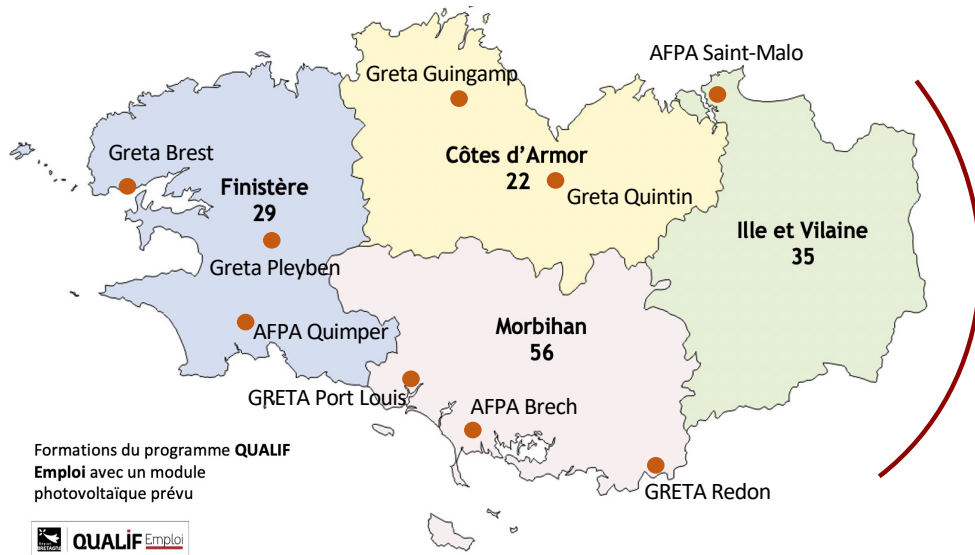 AFPA Saint-Malo
Greta Guingamp
Greta Brest
Côtes d'Armor
22
Finistère
29
Greta Quintin
Ille et Vilaine
35
Greta Pleyben
AFPA Quimper
Morbihan
56
GRETA Port Louis
AFPA Brech
GRETA Redon
Formations du programme QUALIF
Emploi avec un module
photovoltaïque prévu
BRETAGNE
QUALiF Emploi